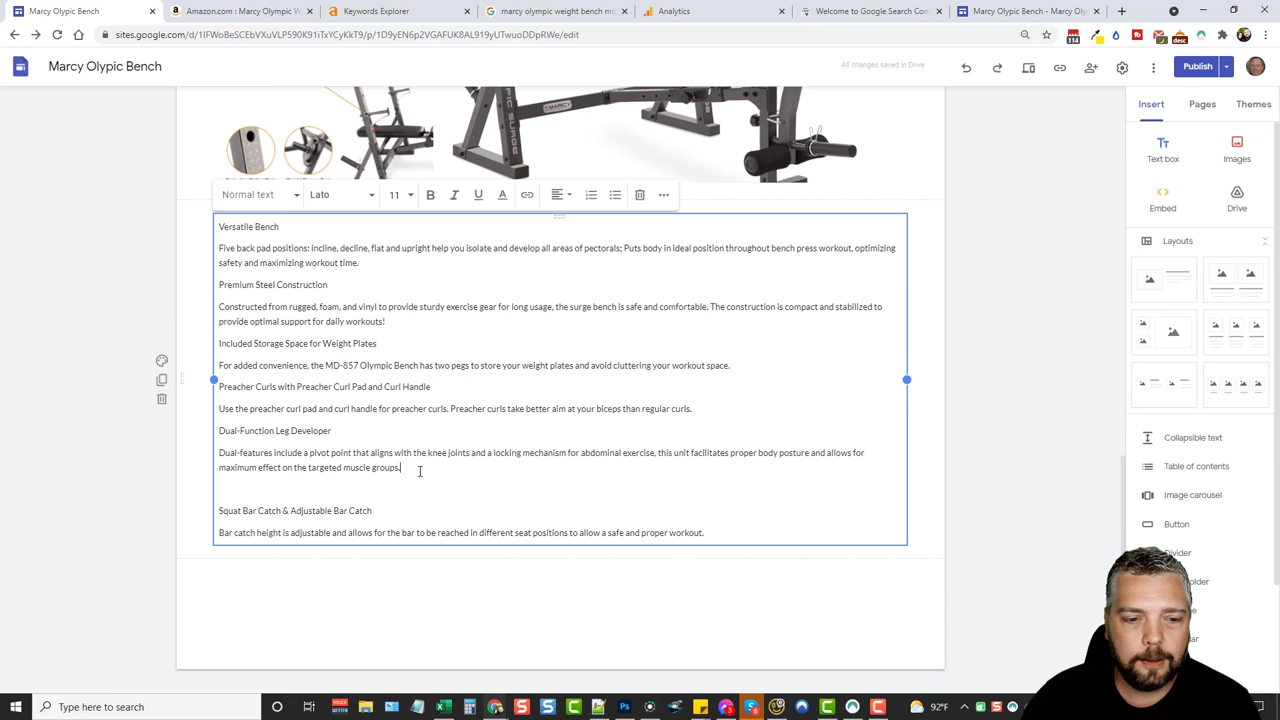 Marcy Olypic Bench
Amazon.com : Marcy W
Keywords Explorer
marcy olympic weight bench mo
Analytics
Welcome to Google Search Con
Marcy Olypic Bench - My
sites.google.com/d/1IFWoBeSCEbVXuVLP590K91iTxYCyKkT9/p/1D9yEN6p2VGAFUK8AL919yUTwuoDDpRWe/edit
114
desc
Marcy Olypic Bench
All changes saved in Drive
Publish
Insert
Pages
Themes
MARCY
Normal text
Lato
11
Text box
Images
Embed
Drive
Layouts
Versatile Bench
Five back pad positions: incline, decline, flat and upright help you isolate and develop all areas of pectorals; Puts body in ideal position throughout bench press workout, optimizing
safety and maximizing workout time.
Premium Steel Construction
Constructed from rugged, foam, and vinyl to provide sturdy exercise gear for long usage, the surge bench is safe and comfortable. The construction is compact and stabilized to
provide optimal support for daily workouts!
Included Storage Space for Weight Plates
For added convenience, the MD-857 Olympic Bench has two pegs to store your weight plates and avoid cluttering your workout space.
Preacher Curls with Preacher Curl Pad and Curl Handle
Use the preacher curl pad and curl handle for preacher curls. Preacher curls take better aim at your biceps than regular curls.
Dual-Function Leg Developer
Dual-features include a pivot point that aligns with the knee joints and a locking mechanism for abdominal exercise, this unit facilitates proper body posture and allows for
maximum effect on the targeted muscle groups.
Squat Bar Catch & Adjustable Bar Catch
Bar catch height is adjustable and allows for the bar to be reached in different seat positions to allow a safe and proper workout.
Collapsible text
Table of contents
Image carousel
Button
Divider
Type here to search
92°F